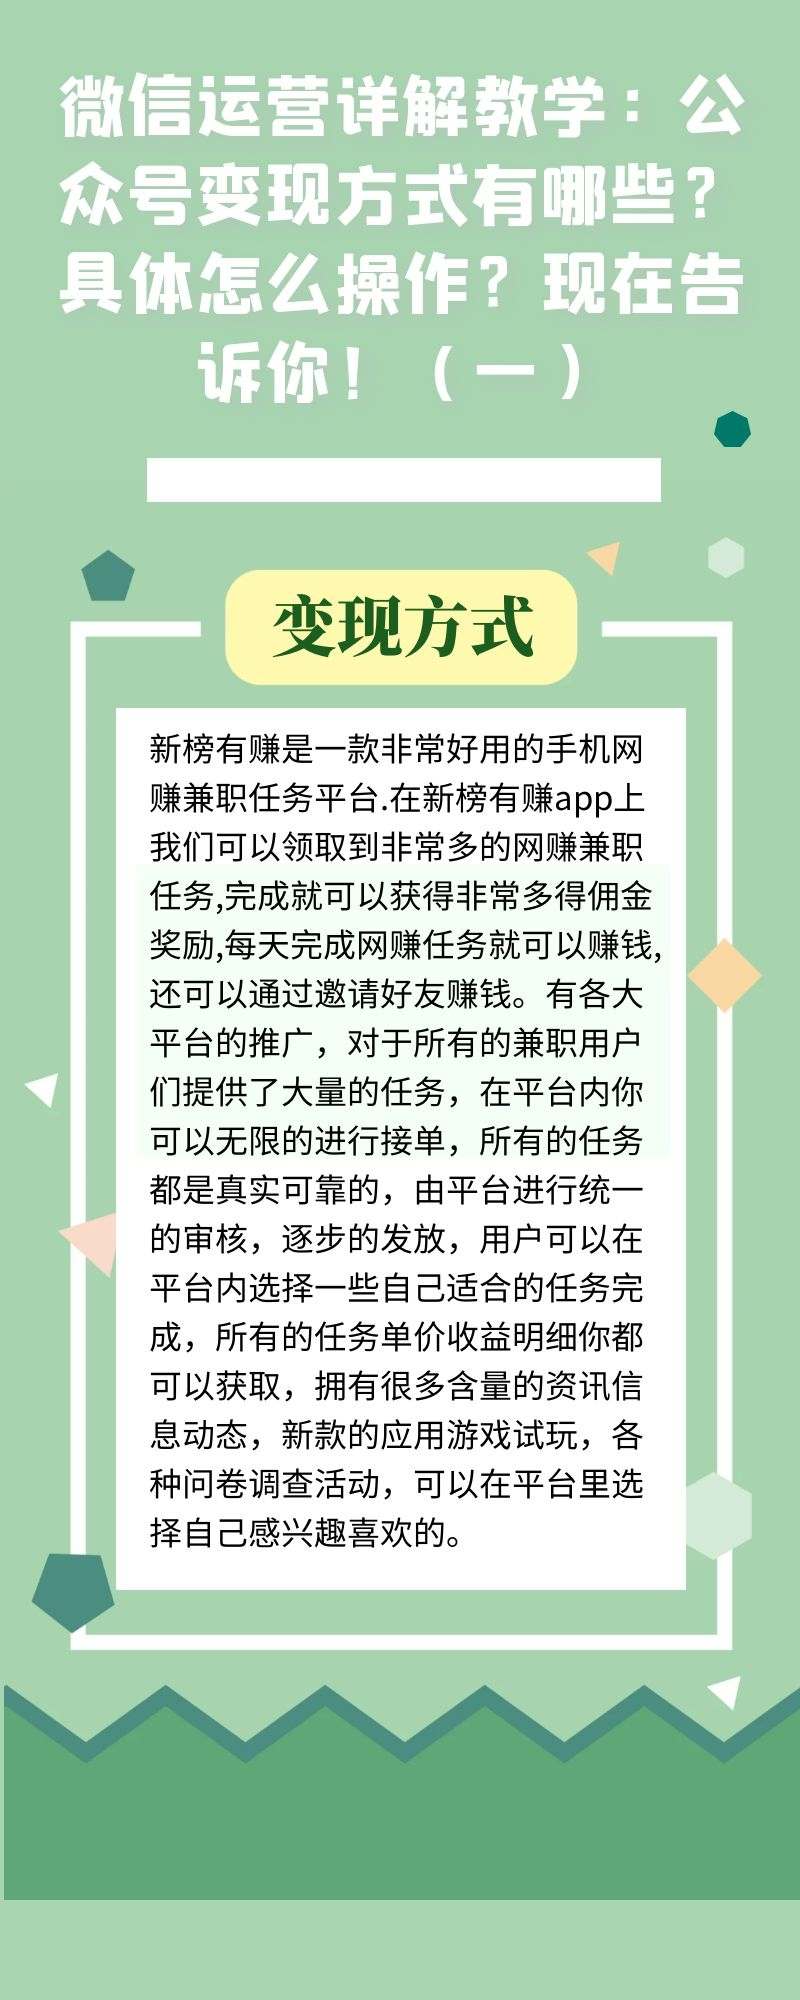 微信运营详解教学：公
众号变现方式有哪些？
具体怎么操作？现在告
诉你！（一）
变现方式
新榜有赚是一款非常好用的手机网
赚兼职任务平台.在新榜有赚app上
我们可以领取到非常多的网赚兼职
任务,完成就可以获得非常多得佣金
奖励,每天完成网赚任务就可以赚钱,
还可以通过邀请好友赚钱。有各大
平台的推广，对于所有的兼职用户
们提供了大量的任务，在平台内你
可以无限的进行接单，所有的任务
都是真实可靠的，由平台进行统一
的审核，逐步的发放，用户可以在
平台内选择一些自己适合的任务完
成，所有的任务单价收益明细你都
可以获取，拥有很多含量的资讯信
息动态，新款的应用游戏试玩，各
种问卷调查活动，可以在平台里选
择自己感兴趣喜欢的。